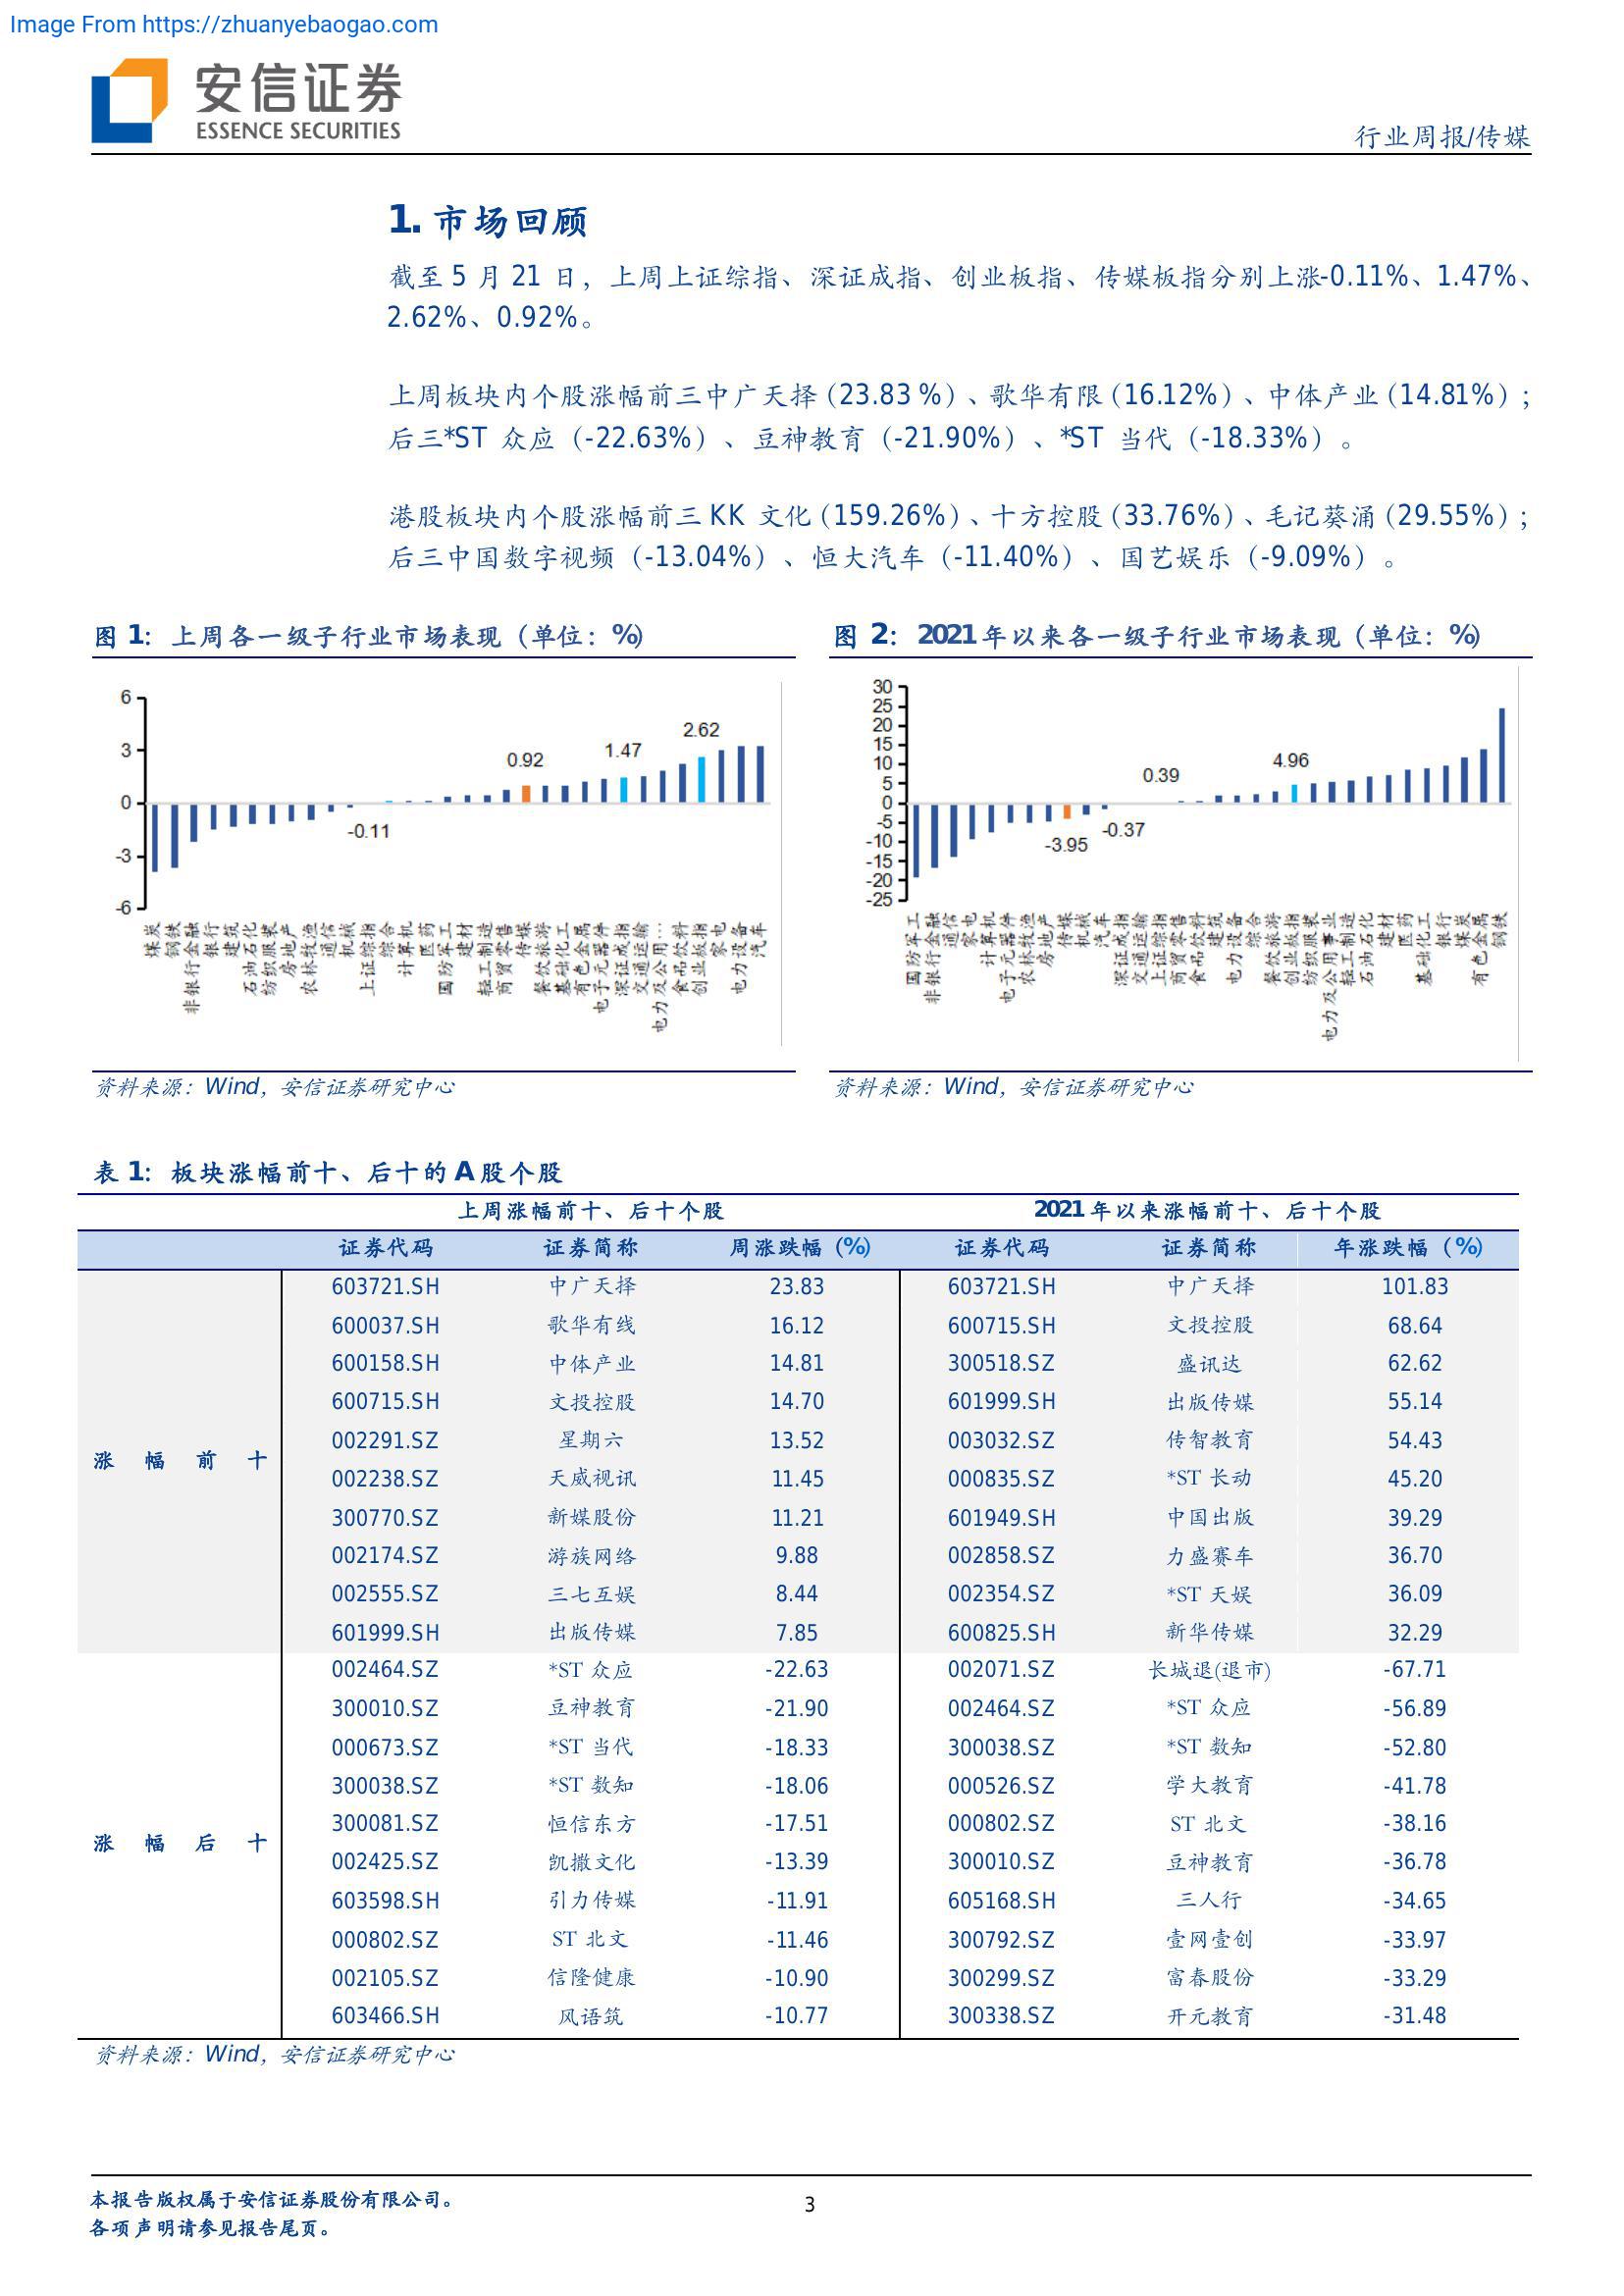 Image From https://zhuanyebaogao.com
安信证券
ESSENCE SECURITIES
行业周报/传媒
1. 市场回顾
截至 5 月 21 日，上周上证综指、深证成指、创业板指、传媒板指分别上涨-0.11%、1.47%、
2.62%、0.92%。
上周板块内个股涨幅前三中广天择（23.83 %）、歌华有限（16.12%）、中体产业（14.81%）；
后三*ST 众应（-22.63%）、豆神教育（-21.90%）、*ST 当代（-18.33%）。
港股板块内个股涨幅前三 KK 文化（159.26%）、十方控股（33.76%）、毛记葵涌（29.55%）；
后三中国数字视频（-13.04%）、恒大汽车（-11.40%）、国艺娱乐（-9.09%）。
图 1：上周各一级子行业市场表现（单位：%）
6
3
0
-3
-6
-0.11
0.92
1.47
2.62
煤炭
钢铁
非银行金融
银行
建筑
石油石化
纺织服装
房地产
农林牧渔
通信
机械
上证综指
综合
计算机
医药
国防军工
建材
轻工制造
商贸零售
传媒
餐饮旅游
基础化工
有色金属
电子元器件
深证成指
交通运输
电力及公用…
食品饮料
创业板指
家电
电力设备
汽车
资料来源：Wind，安信证券研究中心
图 2：2021 年以来各一级子行业市场表现（单位：%）
30
25
20
15
10
5
0
-5
-10
-15
-20
-25
-3.95
-0.37
0.39
4.96
国防军工
非银行金融
通信
家电
计算机
电子元器件
农林牧渔
房地产
传媒
机械
汽车
深证成指
交通运输
上证综指
商贸零售
食品饮料
建筑
电力设备
综合
餐饮旅游
创业板指
纺织服装
电力及公用事业
轻工制造
石油石化
建材
医药
基础化工
银行
煤炭
有色金属
钢铁
资料来源：Wind，安信证券研究中心
表 1：板块涨幅前十、后十的 A 股个股
上周涨幅前十、后十个股 2021 年以来涨幅前十、后十个股
证券代码 证券简称 周涨跌幅（%） 证券代码 证券简称 年涨跌幅（%）
涨幅前十
603721.SH 中广天择 23.83 603721.SH 中广天择 101.83
600037.SH 歌华有线 16.12 600715.SH 文投控股 68.64
600158.SH 中体产业 14.81 300518.SZ 盛讯达 62.62
600715.SH 文投控股 14.70 601999.SH 出版传媒 55.14
002291.SZ 星期六 13.52 003032.SZ 传智教育 54.43
002238.SZ 天威视讯 11.45 000835.SZ *ST 长动 45.20
300770.SZ 新媒股份 11.21 601949.SH 中国出版 39.29
002174.SZ 游族网络 9.88 002858.SZ 力盛赛车 36.70
002555.SZ 三七互娱 8.44 002354.SZ *ST 天娱 36.09
601999.SH 出版传媒 7.85 600825.SH 新华传媒 32.29
涨幅后十
002464.SZ *ST 众应 -22.63 002071.SZ 长城退(退市) -67.71
300010.SZ 豆神教育 -21.90 002464.SZ *ST 众应 -56.89
000673.SZ *ST 当代 -18.33 300038.SZ *ST 数知 -52.80
300038.SZ *ST 数知 -18.06 000526.SZ 学大教育 -41.78
300081.SZ 恒信东方 -17.51 000802.SZ ST 北文 -38.16
002425.SZ 凯撒文化 -13.39 300010.SZ 豆神教育 -36.78
603598.SH 引力传媒 -11.91 605168.SH 三人行 -34.65
000802.SZ ST 北文 -11.46 300792.SZ 壹网壹创 -33.97
002105.SZ 信隆健康 -10.90 300299.SZ 富春股份 -33.29
603466.SH 风语筑 -10.77 300338.SZ 开元教育 -31.48
资料来源：Wind，安信证券研究中心
本报告版权属于安信证券股份有限公司。
各项声明请参见报告尾页。
3